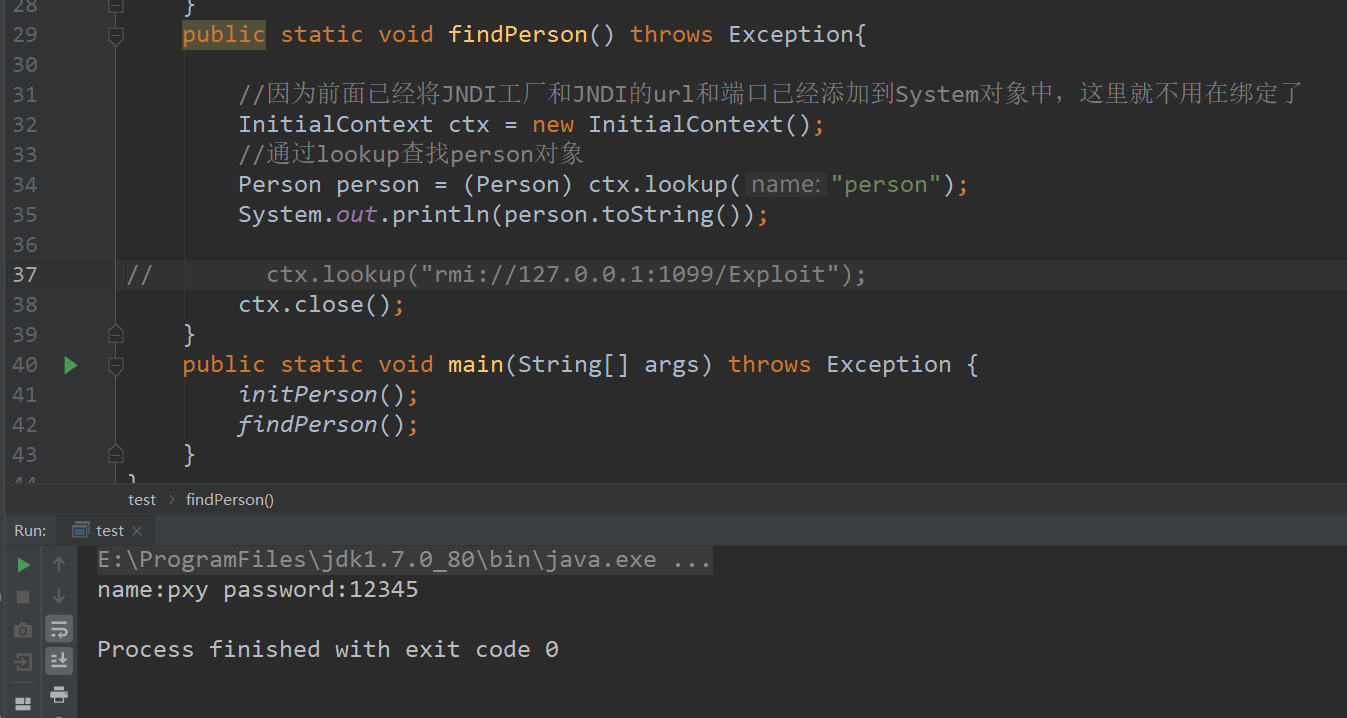 28 }
29 public static void findPerson() throws Exception{
30
31 //因为前面已经将JNDI工厂和JNDI的url和端口已经添加到System对象中，这里就不用在绑定了
32 InitialContext ctx = new InitialContext();
33 //通过lookup查找person对象
34 Person person = (Person) ctx.lookup( name: "person");
35 System.out.println(person.toString());
36
37 // ctx.lookup("rmi://127.0.0.1:1099/Exploit");
38 ctx.close();
39 }
40 public static void main(String[] args) throws Exception {
41 initPerson();
42 findPerson();
43 }
44 }
test › findPerson()
Run: test ×
E:\ProgramFiles\jdk1.7.0_80\bin\java.exe ...
name:pxy password:12345
Process finished with exit code 0